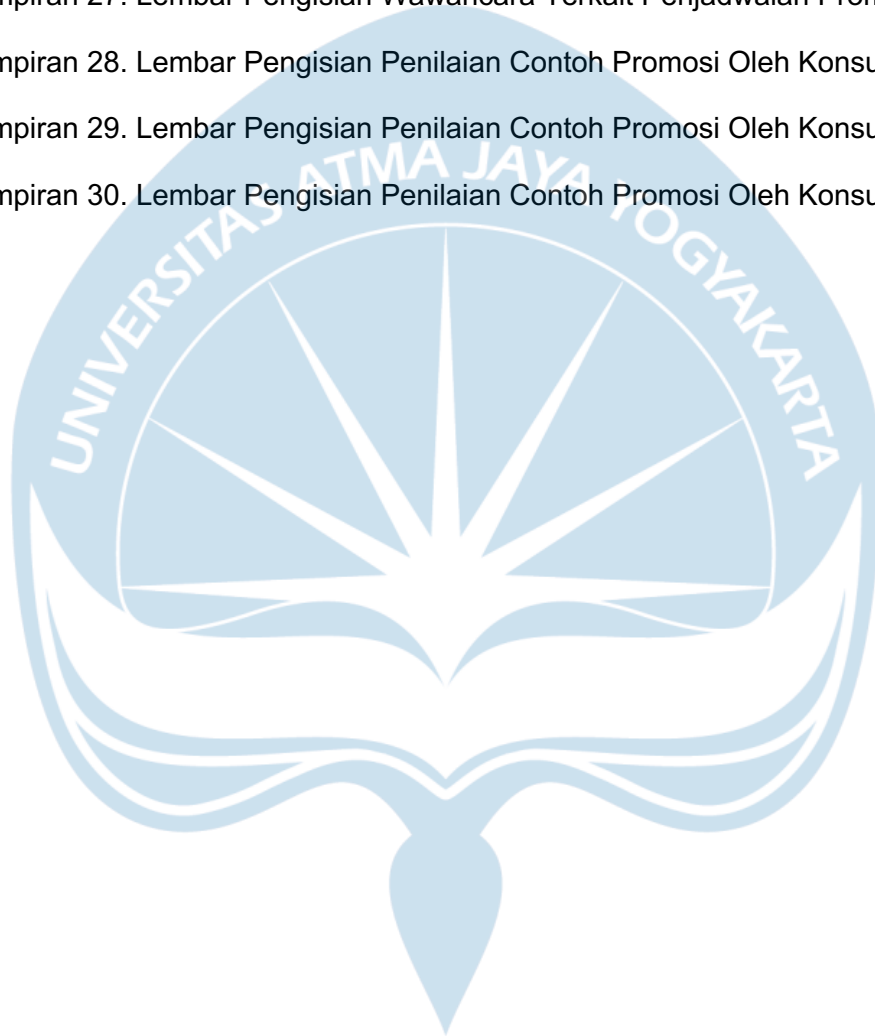 mpiran 27. Lembar Pengisian Wawancara Terkait Penjadwalan Pro
mpiran 28. Lembar Pengisian Penilaian Contoh Promosi Oleh Konsu
mpiran 29. Lembar Pengisian Penilaian Contoh Promosi Oleh Konsu
mpiran 30. Lembar Pengisian Penilaian Contoh Promosi Oleh Konsu
UNIVERSITAS ATMA JAYA YOGYAKARTA